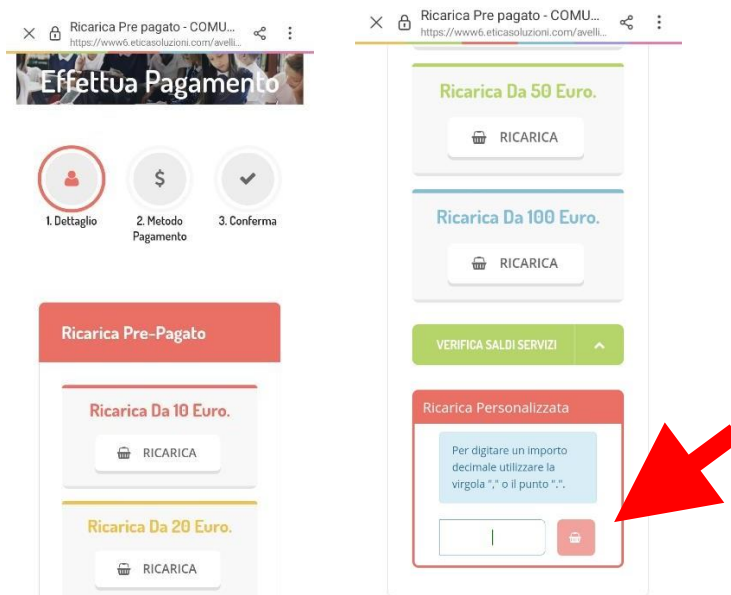 Ricarica Pre pagato - COMU...
https://www6.eticasoluzioni.com/avelli...
Effettua Pagamento
$
1. Dettaglio
2. Metodo
Pagamento
3. Conferma
Ricarica Pre-Pagato
Ricarica Da 10 Euro.
RICARICA
Ricarica Da 20 Euro.
RICARICA
Ricarica Pre pagato - COMU...
https://www6.eticasoluzioni.com/avelli...
Ricarica Da 50 Euro.
RICARICA
Ricarica Da 100 Euro.
RICARICA
VERIFICA SALDI SERVIZI
Ricarica Personalizzata
Per digitare un importo
decimale utilizzare la
virgola "," o il punto ".".